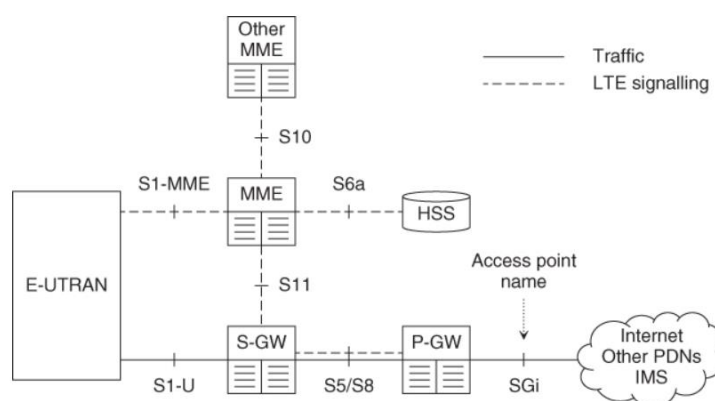 Other
MME
Traffic
LTE signalling
S10
S1-MME
MME
S6a
HSS
E-UTRAN
S11
Access point
name
S-GW
P-GW
Internet
Other PDNs
IMS
S1-U
S5/S8
SGi